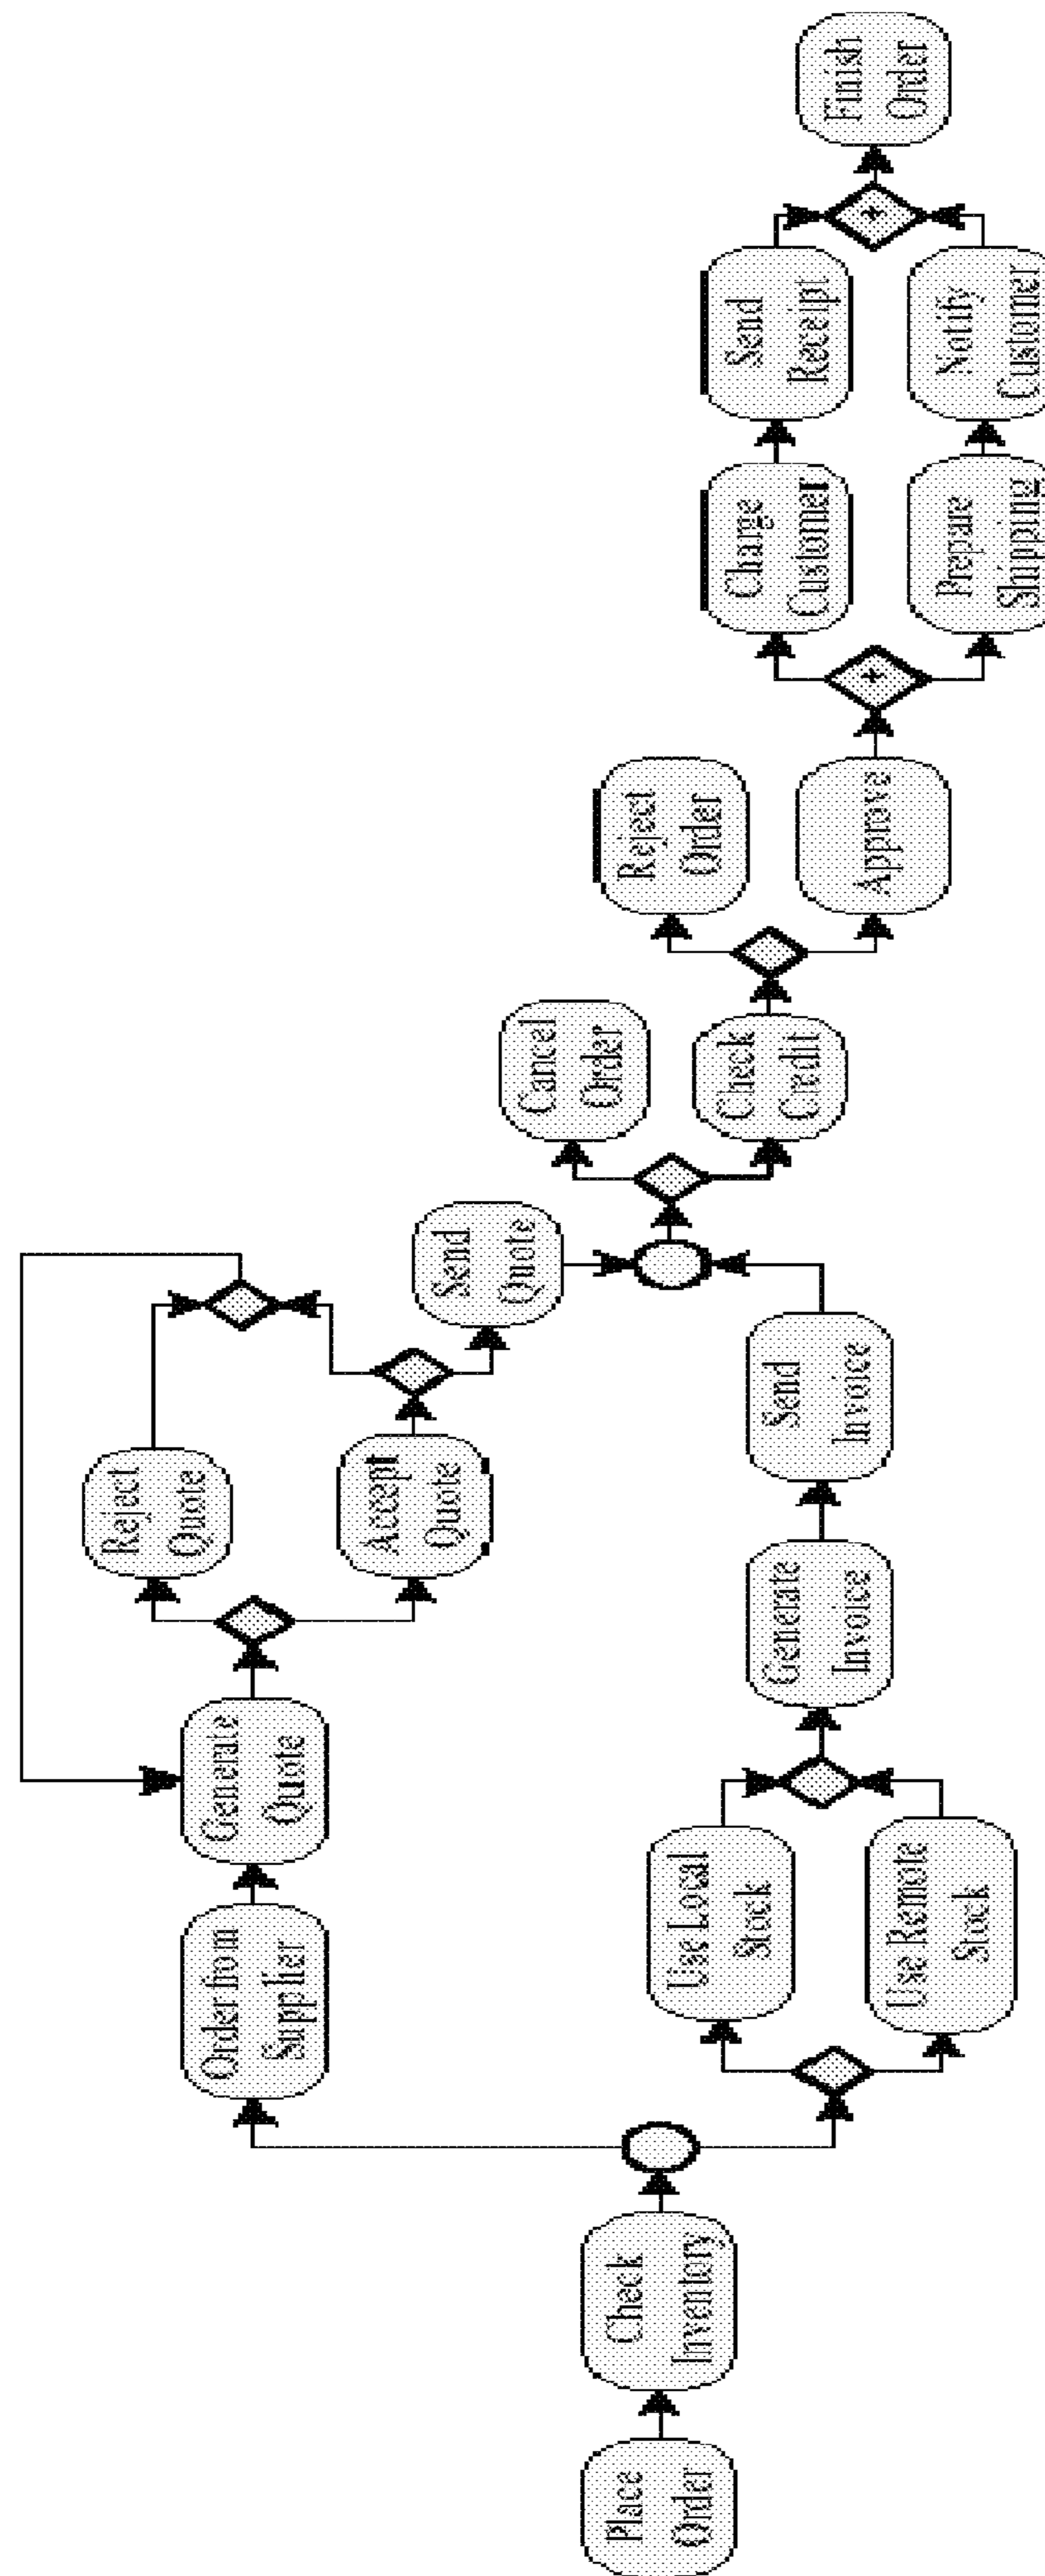 Place
Order
Check
Inventory
Order from
Supplier
Generate
Quote
Reject
Quote
Accept
Quote
Send
Quote
Use Local
Stock
Use Remote
Stock
Generate
Invoice
Send
Invoice
Cancel
Order
Check
Credit
Reject
Order
Approve
+
Charge
Customer
Send
Receipt
Prepare
Shipping
Notify
Customer
+
Finish
Order